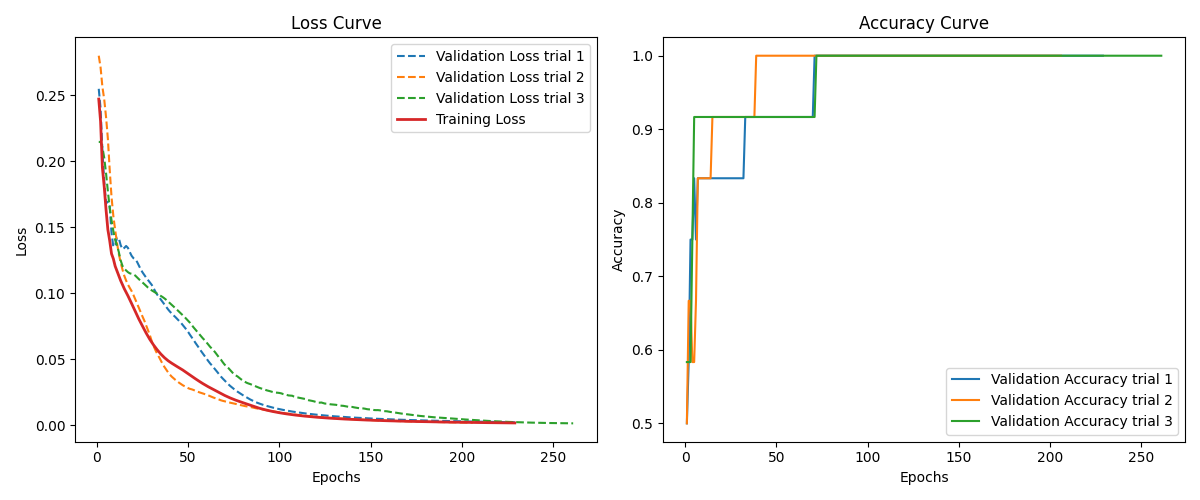 Loss Curve
Validation Loss trial 1
Validation Loss trial 2
Validation Loss trial 3
Training Loss
0.25
0.20
0.15
0.10
0.05
0.00
Loss
0
50
100
150
200
250
Epochs
Accuracy Curve
1.0
0.9
0.8
0.7
0.6
0.5
Accuracy
Validation Accuracy trial 1
Validation Accuracy trial 2
Validation Accuracy trial 3
0
50
100
150
200
250
Epochs